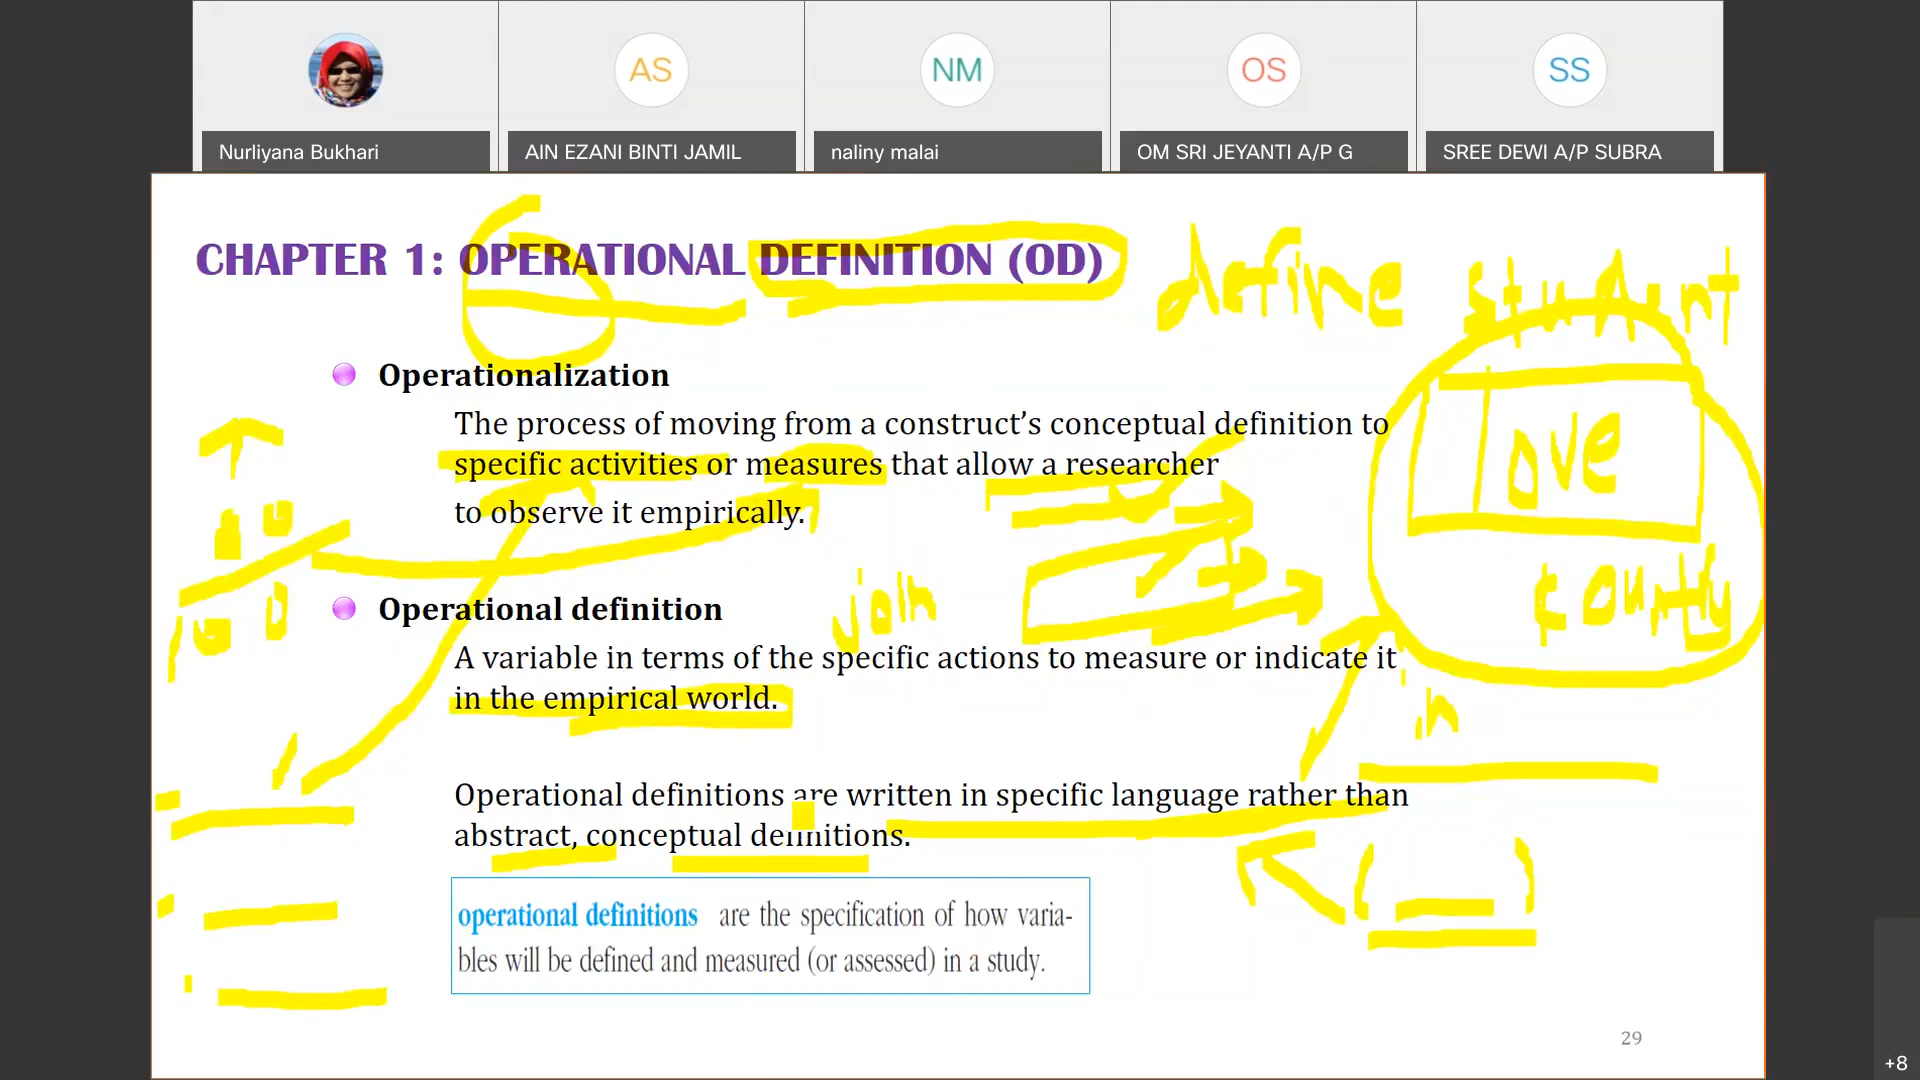 AS
NM
OS
SS
Nurliyana Bukhari
AIN EZANI BINTI JAMIL
naliny malai
OM SRI JEYANTI A/P G
SREE DEWI A/P SUBRA
CHAPTER 1: OPERATIONAL DEFINITION (OD)
define student
Operationalization
The process of moving from a construct’s conceptual definition to
specific activities or measures that allow a researcher
to observe it empirically.
love
country
join
Operational definition
A variable in terms of the specific actions to measure or indicate it
in the empirical world.
in
Operational definitions are written in specific language rather than
abstract, conceptual definitions.
operational definitions are the specification of how varia-
bles will be defined and measured (or assessed) in a study.
29
+8